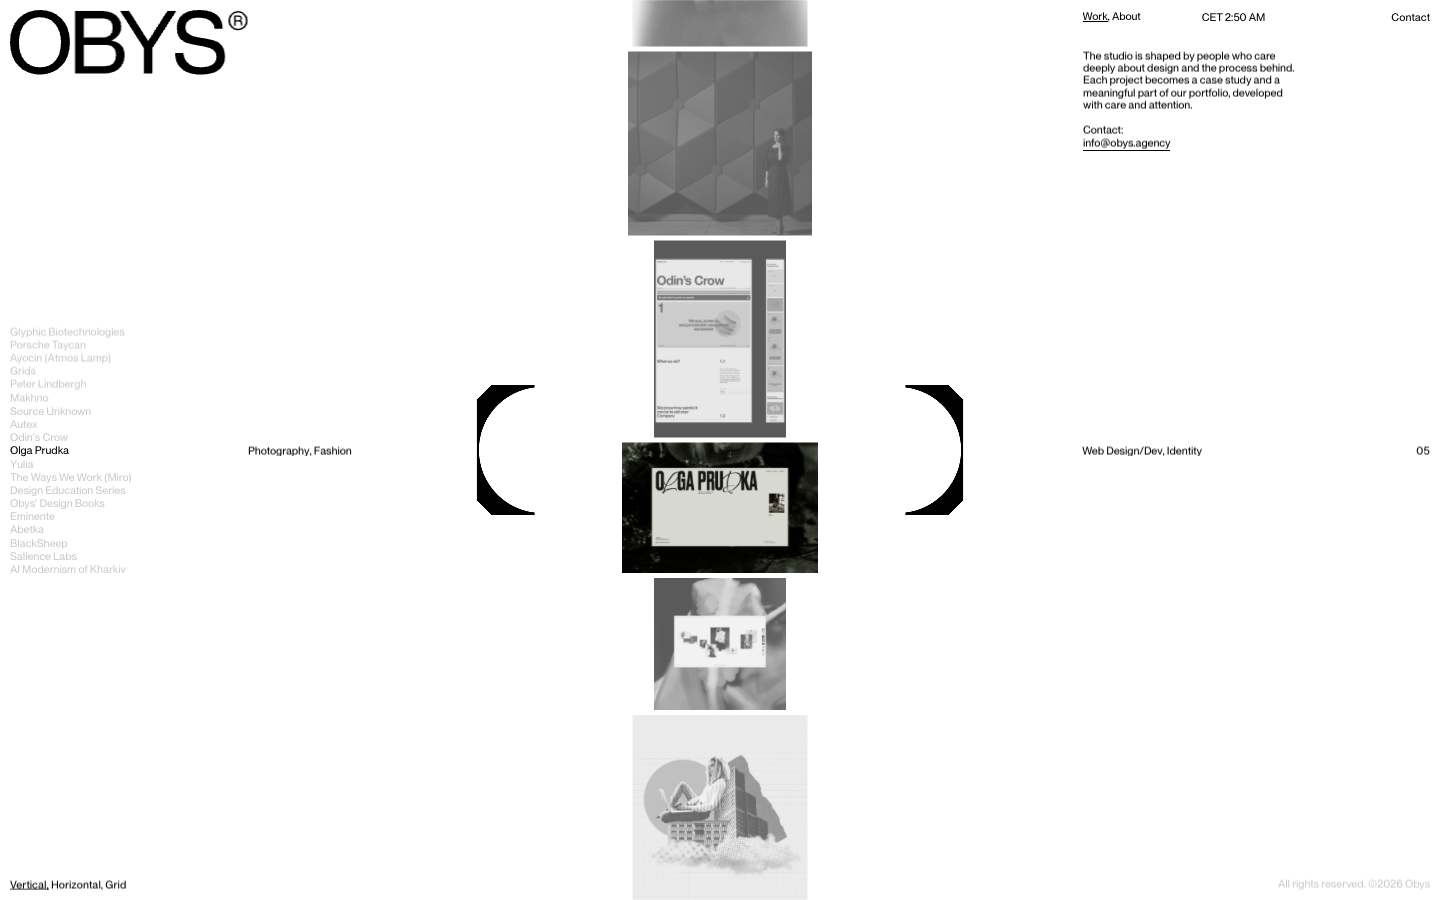 OBYS®
Work, About
CET 2:50 AM
Contact
The studio is shaped by people who care
deeply about design and the process behind.
Each project becomes a case study and a
meaningful part of our portfolio, developed
with care and attention.
Contact:
info@obys.agency
Odin's Crow
1
What we do?
Glyphic Biotechnologies
Porsche Taycan
Ayocin (Atmos Lamp)
Grids
Peter Lindbergh
Makhno
Source Unknown
Autex
Odin's Crow
Olga Prudka
Yulia
The Ways We Work (Miro)
Design Education Series
Obys' Design Books
Eminente
Abetka
BlackSheep
Salience Labs
AI Modernism of Kharkiv
Photography, Fashion
OLGA PRUDKA
Web Design/Dev, Identity
05
Vertical, Horizontal, Grid
All rights reserved. ©2026 Obys